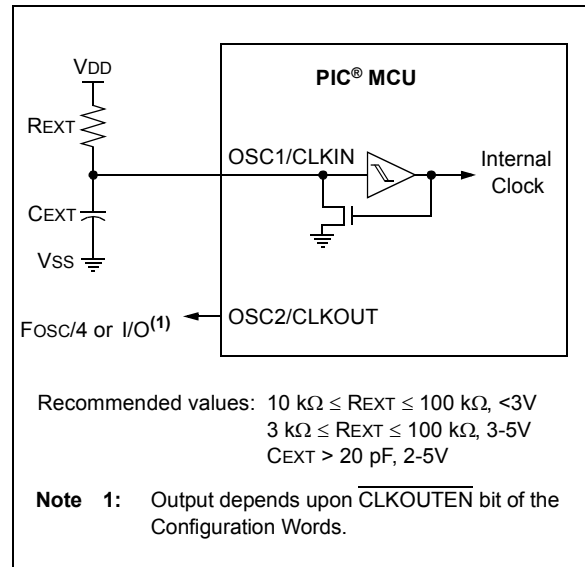 VDD
PIC® MCU
REXT
OSC1/CLKIN
Internal
Clock
CEXT
VSS
OSC2/CLKOUT
FOSC/4 or I/O(1)
Recommended values: 10 kΩ ≤ REXT ≤ 100 kΩ, <3V
3 kΩ ≤ REXT ≤ 100 kΩ, 3-5V
CEXT > 20 pF, 2-5V
Note 1: Output depends upon CLKOUTEN bit of the
Configuration Words.